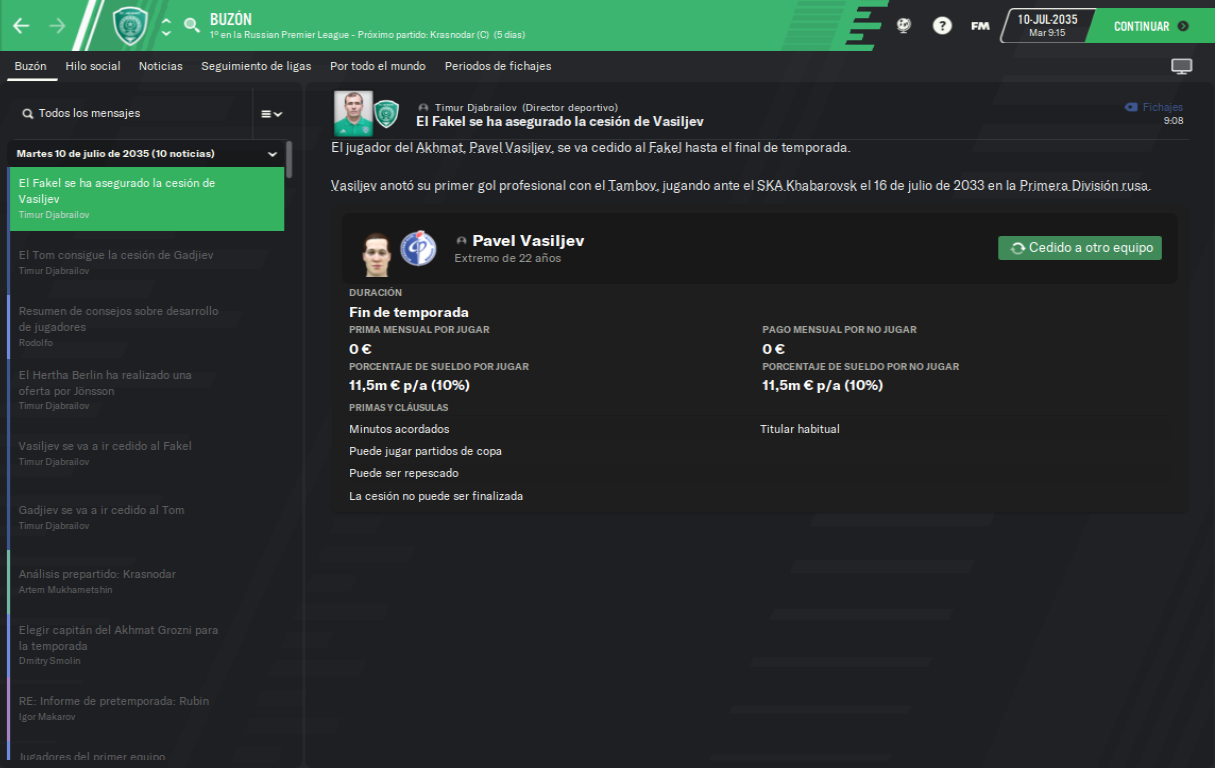 BUZÓN
1º en la Russian Premier League - Próximo partido: Krasnodar (C) (5 días)
?
FM
10-JUL-2035
Mar 9:15
CONTINUAR
Buzón Hilo social Noticias Seguimiento de ligas Por todo el mundo Periodos de fichajes
Todos los mensajes
Martes 10 de julio de 2035 (10 noticias)
El Fakel se ha asegurado la cesión de
Vasiljev
Timur Djabrailov
El Tom consigue la cesión de Gadjiev
Timur Djabrailov
Resumen de consejos sobre desarrollo
de jugadores
Rodolfo
El Hertha Berlin ha realizado una
oferta por Jönsson
Timur Djabrailov
Vasiljev se va a ir cedido al Fakel
Timur Djabrailov
Gadjiev se va a ir cedido al Tom
Timur Djabrailov
Análisis prepartido: Krasnodar
Artem Mukhametshin
Elegir capitán del Akhmat Grozni para
la temporada
Dmitry Smolin
RE: Informe de pretemporada: Rubin
Igor Makarov
Jugadores del primer equipo
Timur Djabrailov (Director deportivo)
El Fakel se ha asegurado la cesión de Vasiljev
Fichajes
9:08
El jugador del Akhmat, Pavel Vasiljev, se va cedido al Fakel hasta el final de temporada.
Vasiljev anotó su primer gol profesional con el Tambov, jugando ante el SKA Khabarovsk el 16 de julio de 2033 en la Primera División rusa.
Pavel Vasiljev
Extremo de 22 años
Cedido a otro equipo
DURACIÓN
Fin de temporada
PRIMA MENSUAL POR JUGAR PAGO MENSUAL POR NO JUGAR
0 € 0 €
PORCENTAJE DE SUELDO POR JUGAR PORCENTAJE DE SUELDO POR NO JUGAR
11,5m € p/a (10%) 11,5m € p/a (10%)
PRIMAS Y CLÁUSULAS
Minutos acordados Titular habitual
Puede jugar partidos de copa
Puede ser repescado
La cesión no puede ser finalizada